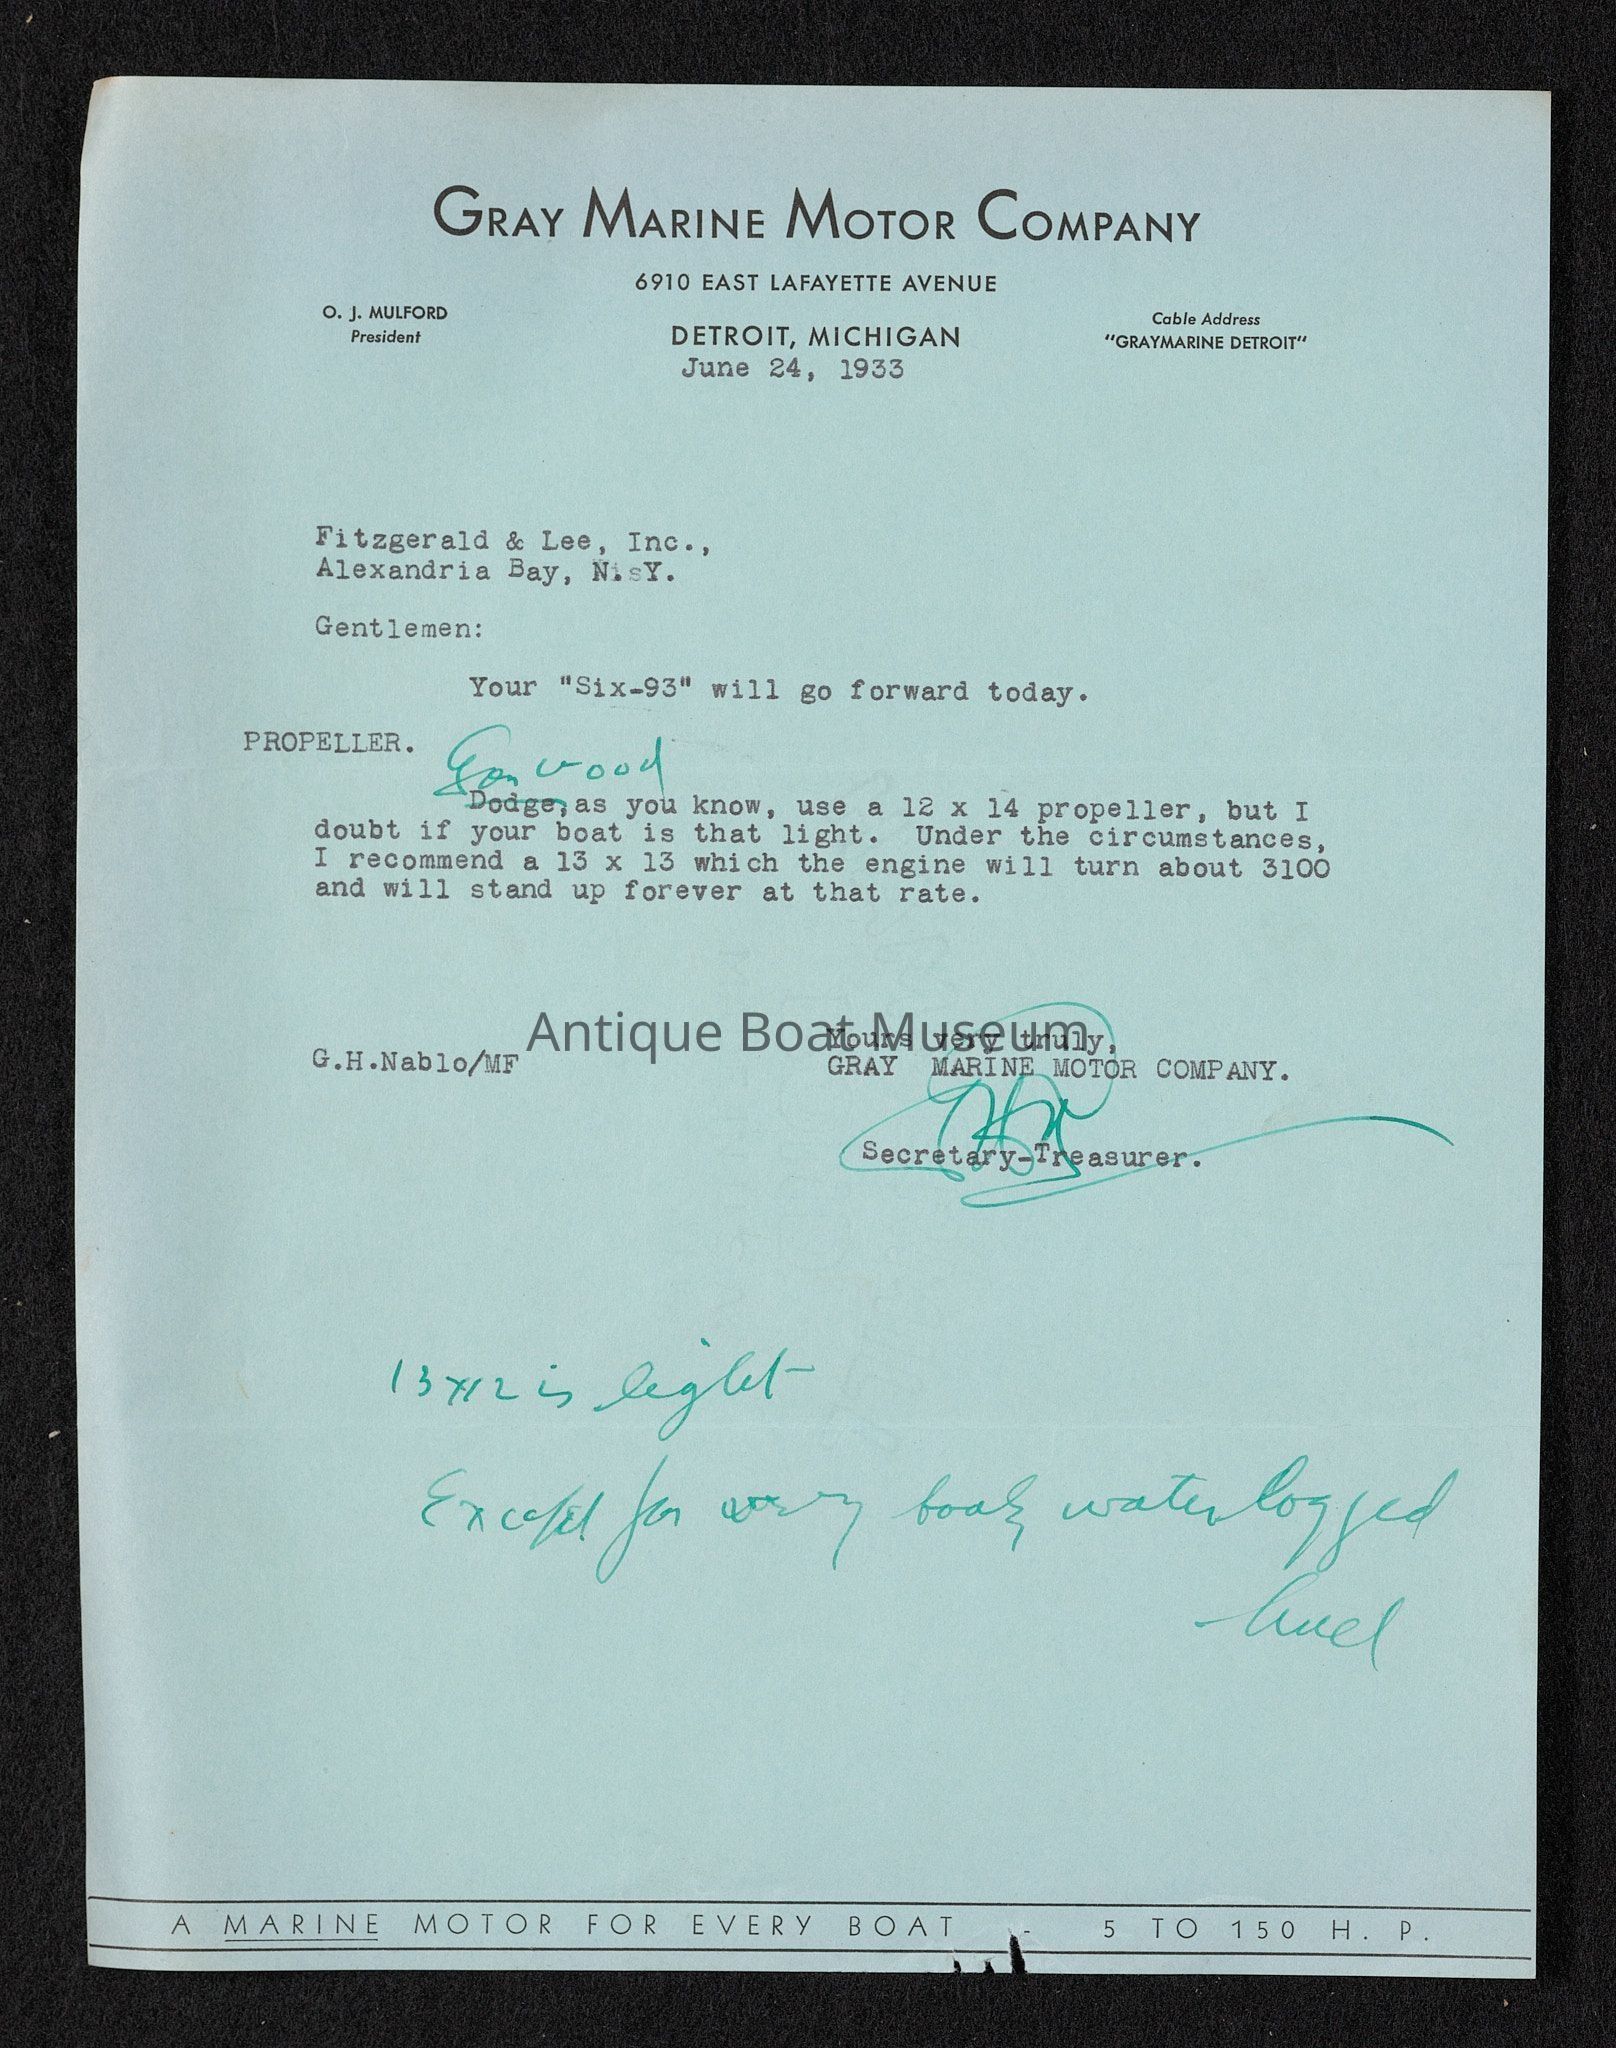 GRAY MARINE MOTOR COMPANY
6910 EAST LAFAYETTE AVENUE
O. J. MULFORD
President
DETROIT, MICHIGAN
Cable Address
"GRAYMARINE DETROIT"
June 24, 1933
Fitzgerald & Lee, Inc.,
Alexandria Bay, N.Y.
Gentlemen:
Your "Six-93" will go forward today.
PROPELLER.
Gar Wood
Dodge, as you know, use a 12 x 14 propeller, but I
doubt if your boat is that light. Under the circumstances,
I recommend a 13 x 13 which the engine will turn about 3100
and will stand up forever at that rate.
Antique Boat Museum
Yours very truly,
G.H.Nablo/MF
GRAY MARINE MOTOR COMPANY.
Secretary-Treasurer.
13x12 is light
Except for very water logged
A MARINE MOTOR FOR EVERY BOAT - 5 TO 150 H. P.